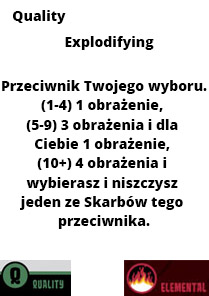 Quality
Explodifying
Przeciwnik Twojego wyboru.
(1-4) 1 obrażenie,
(5-9) 3 obrażenia i dla
Ciebie 1 obrażenie,
(10+) 4 obrażenia i
wybierasz i niszczysz
jeden ze Skarbów tego
przeciwnika.
Q QUALITY
ELEMENTAL